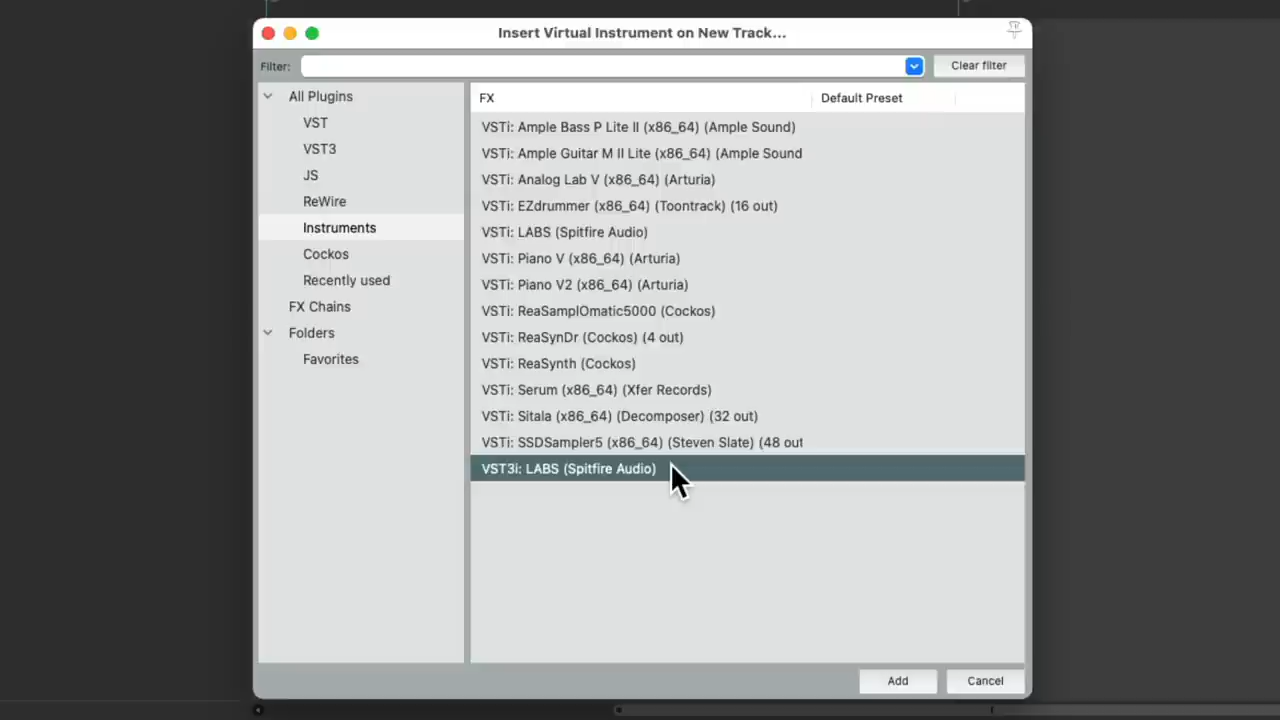 Insert Virtual Instrument on New Track...
Filter:
Clear filter
All Plugins
VST
VST3
JS
ReWire
Instruments
Cockos
Recently used
FX Chains
Folders
Favorites
FX
Default Preset
VSTi: Ample Bass P Lite II (x86_64) (Ample Sound)
VSTi: Ample Guitar M II Lite (x86_64) (Ample Sound
VSTi: Analog Lab V (x86_64) (Arturia)
VSTi: EZdrummer (x86_64) (Toontrack) (16 out)
VSTi: LABS (Spitfire Audio)
VSTi: Piano V (x86_64) (Arturia)
VSTi: Piano V2 (x86_64) (Arturia)
VSTi: ReaSamplOmatic5000 (Cockos)
VSTi: ReaSynDr (Cockos) (4 out)
VSTi: ReaSynth (Cockos)
VSTi: Serum (x86_64) (Xfer Records)
VSTi: Sitala (x86_64) (Decomposer) (32 out)
VSTi: SSDSampler5 (x86_64) (Steven Slate) (48 out
VST3i: LABS (Spitfire Audio)
Add
Cancel